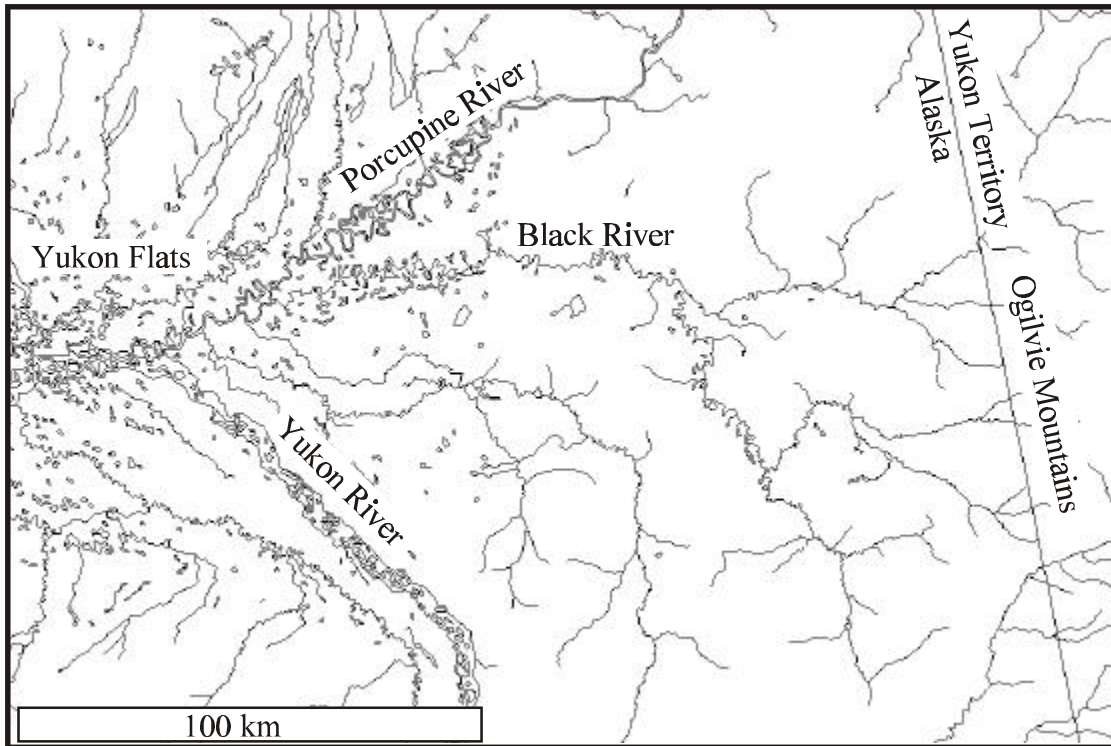 Yukon Territory
Alaska
Porcupine River
Black River
Yukon Flats
Ogilvie Mountains
Yukon River
100 km